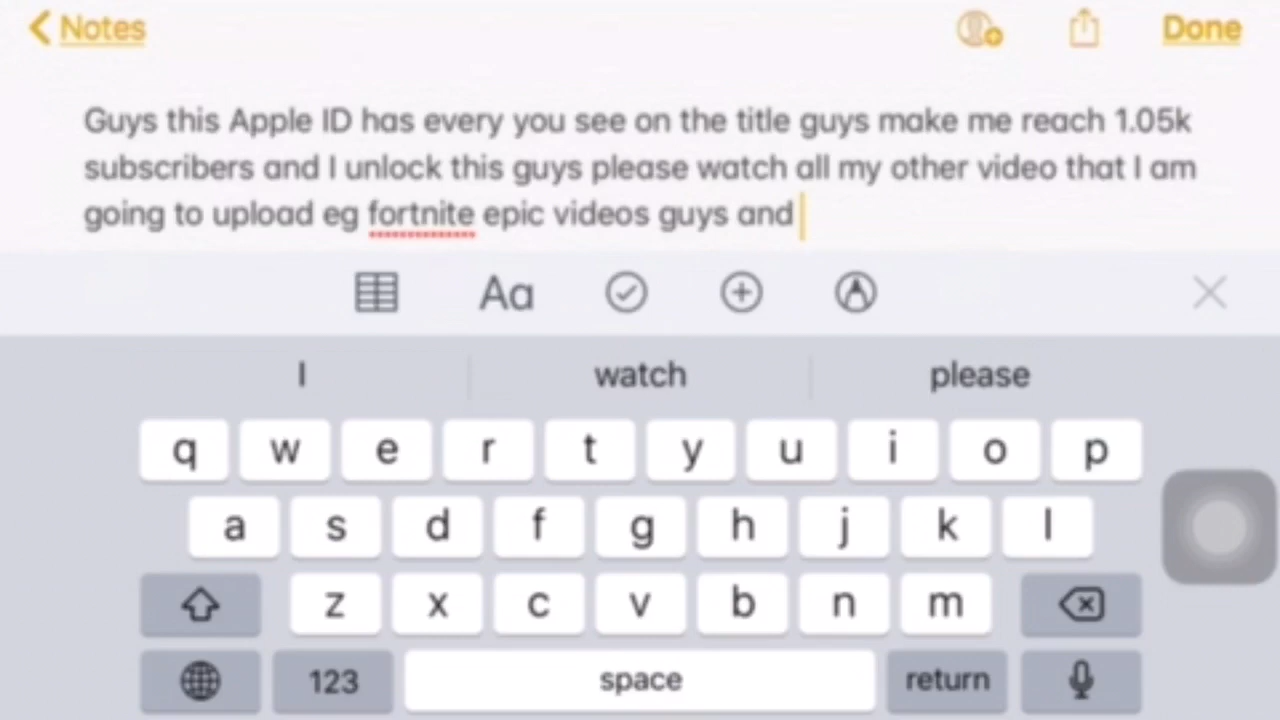 Notes
Done
Guys this Apple ID has every you see on the title guys make me reach 1.05k
subscribers and I unlock this guys please watch all my other video that I am
going to upload eg fortnite epic videos guys and
Aa
I watch please
q w e r t y u i o p
a s d f g h j k l
z x c v b n m
123 space return